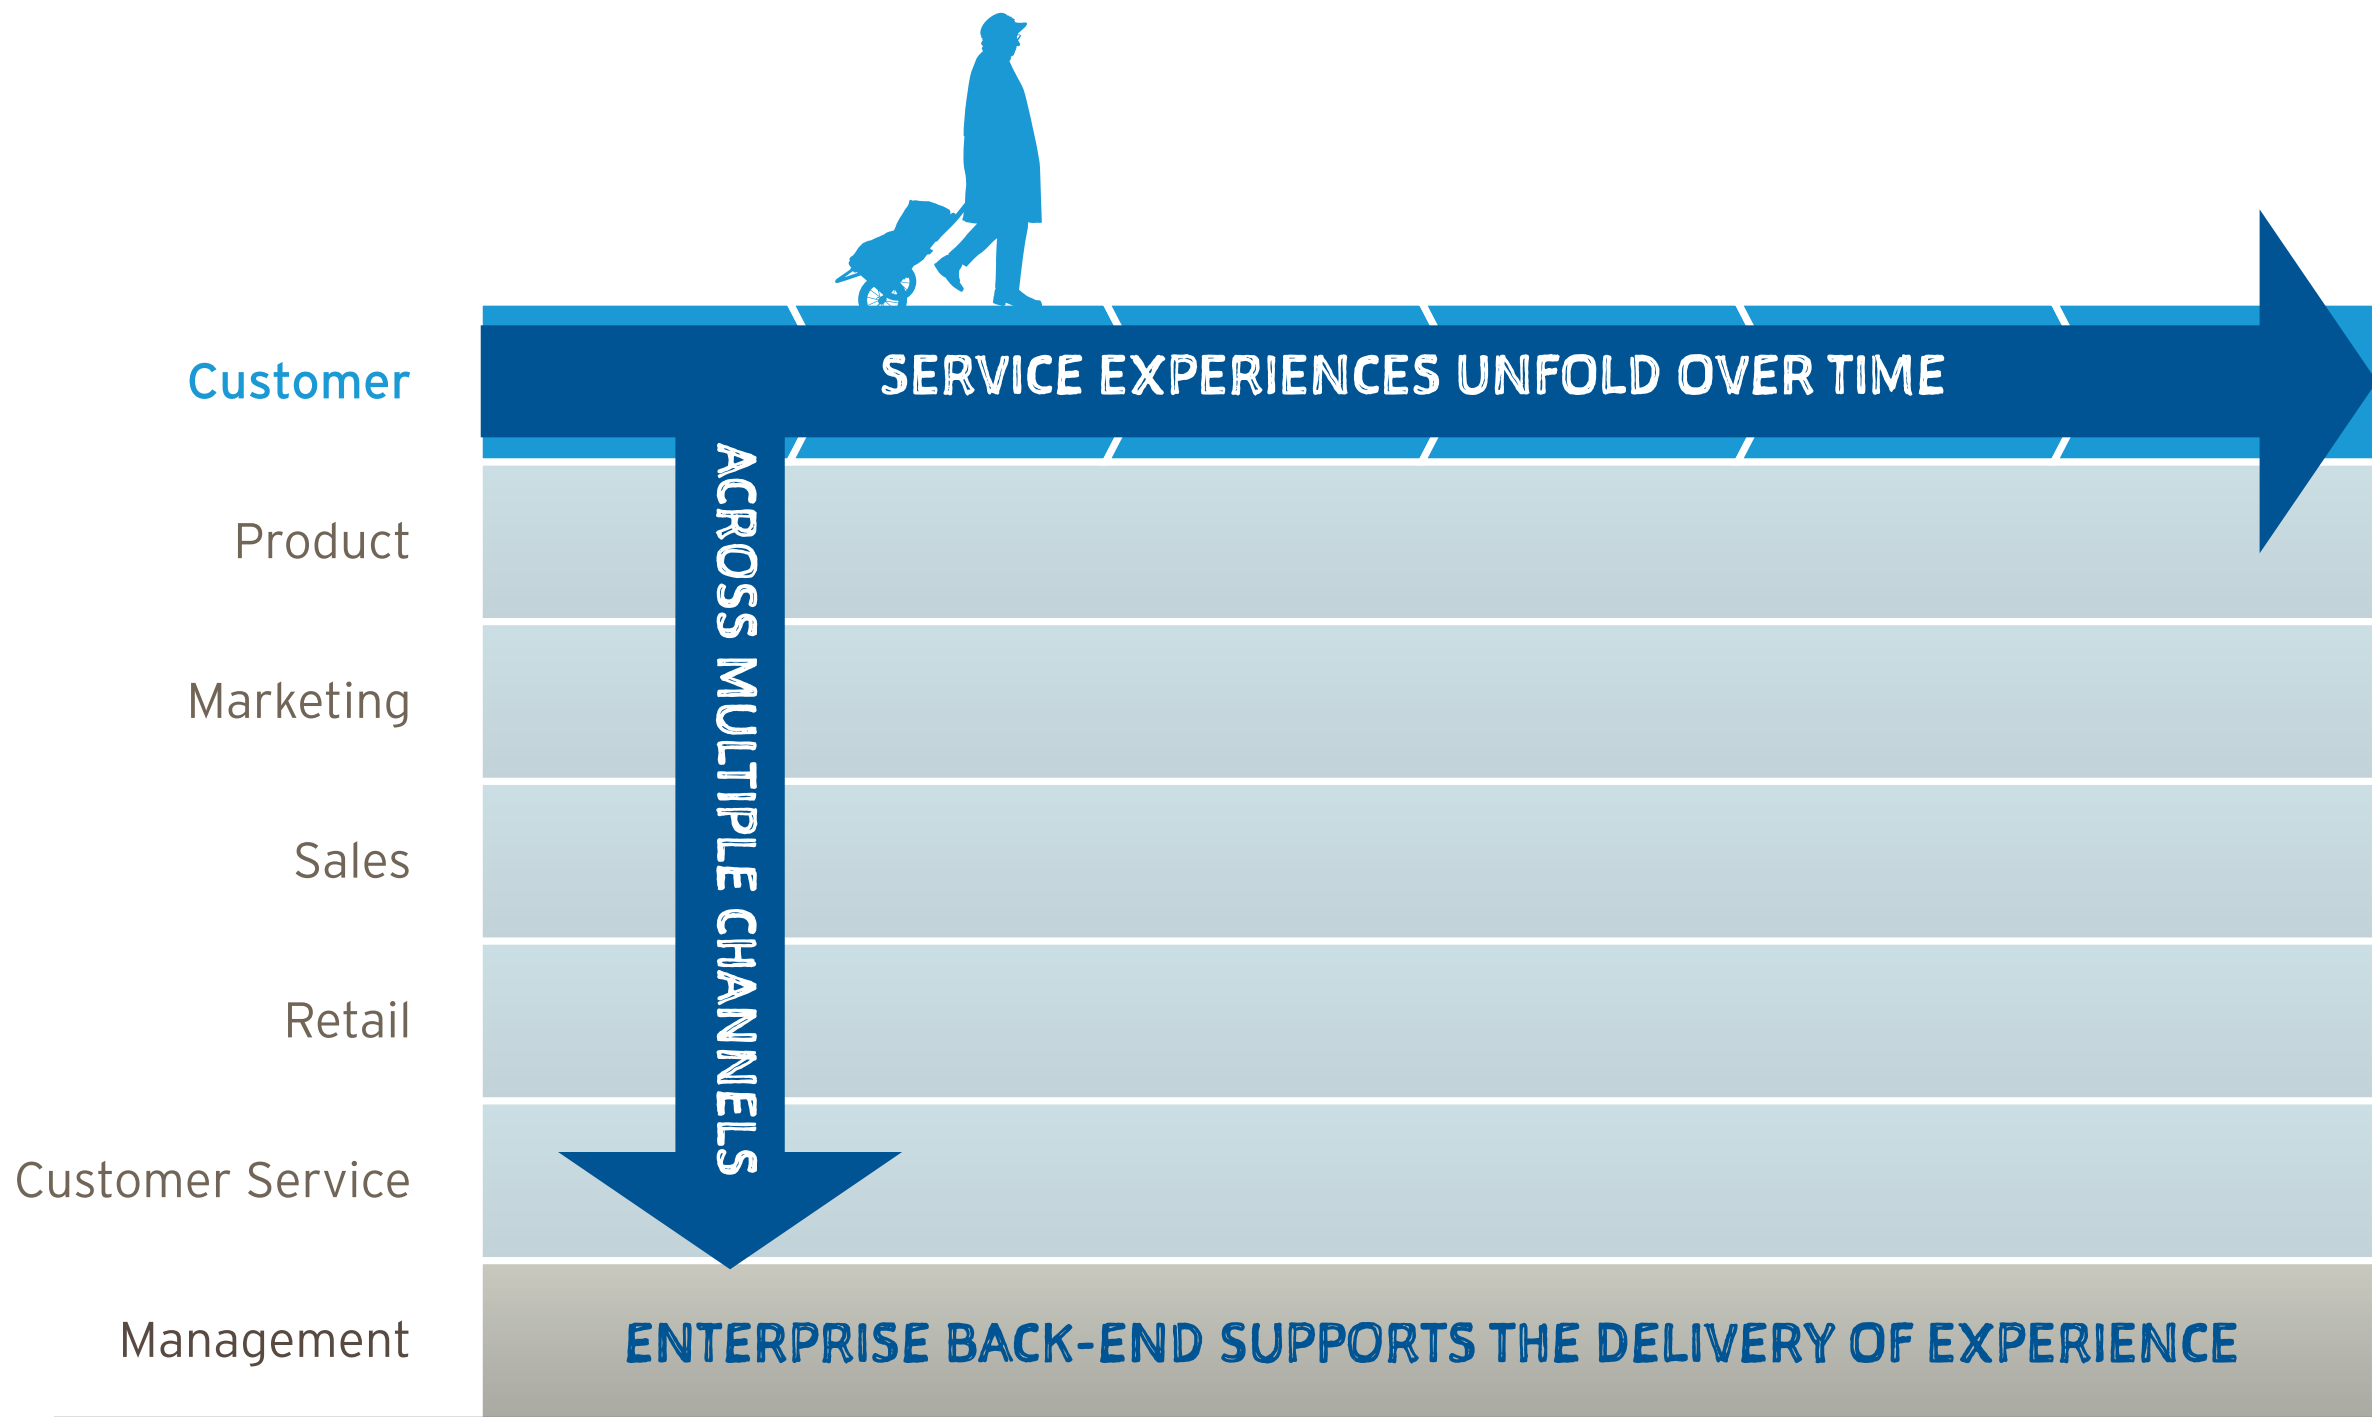 Customer
SERVICE EXPERIENCES UNFOLD OVER TIME
ACROSS MULTIPLE CHANNELS
Product
Marketing
Sales
Retail
Customer Service
Management
ENTERPRISE BACK-END SUPPORTS THE DELIVERY OF EXPERIENCE